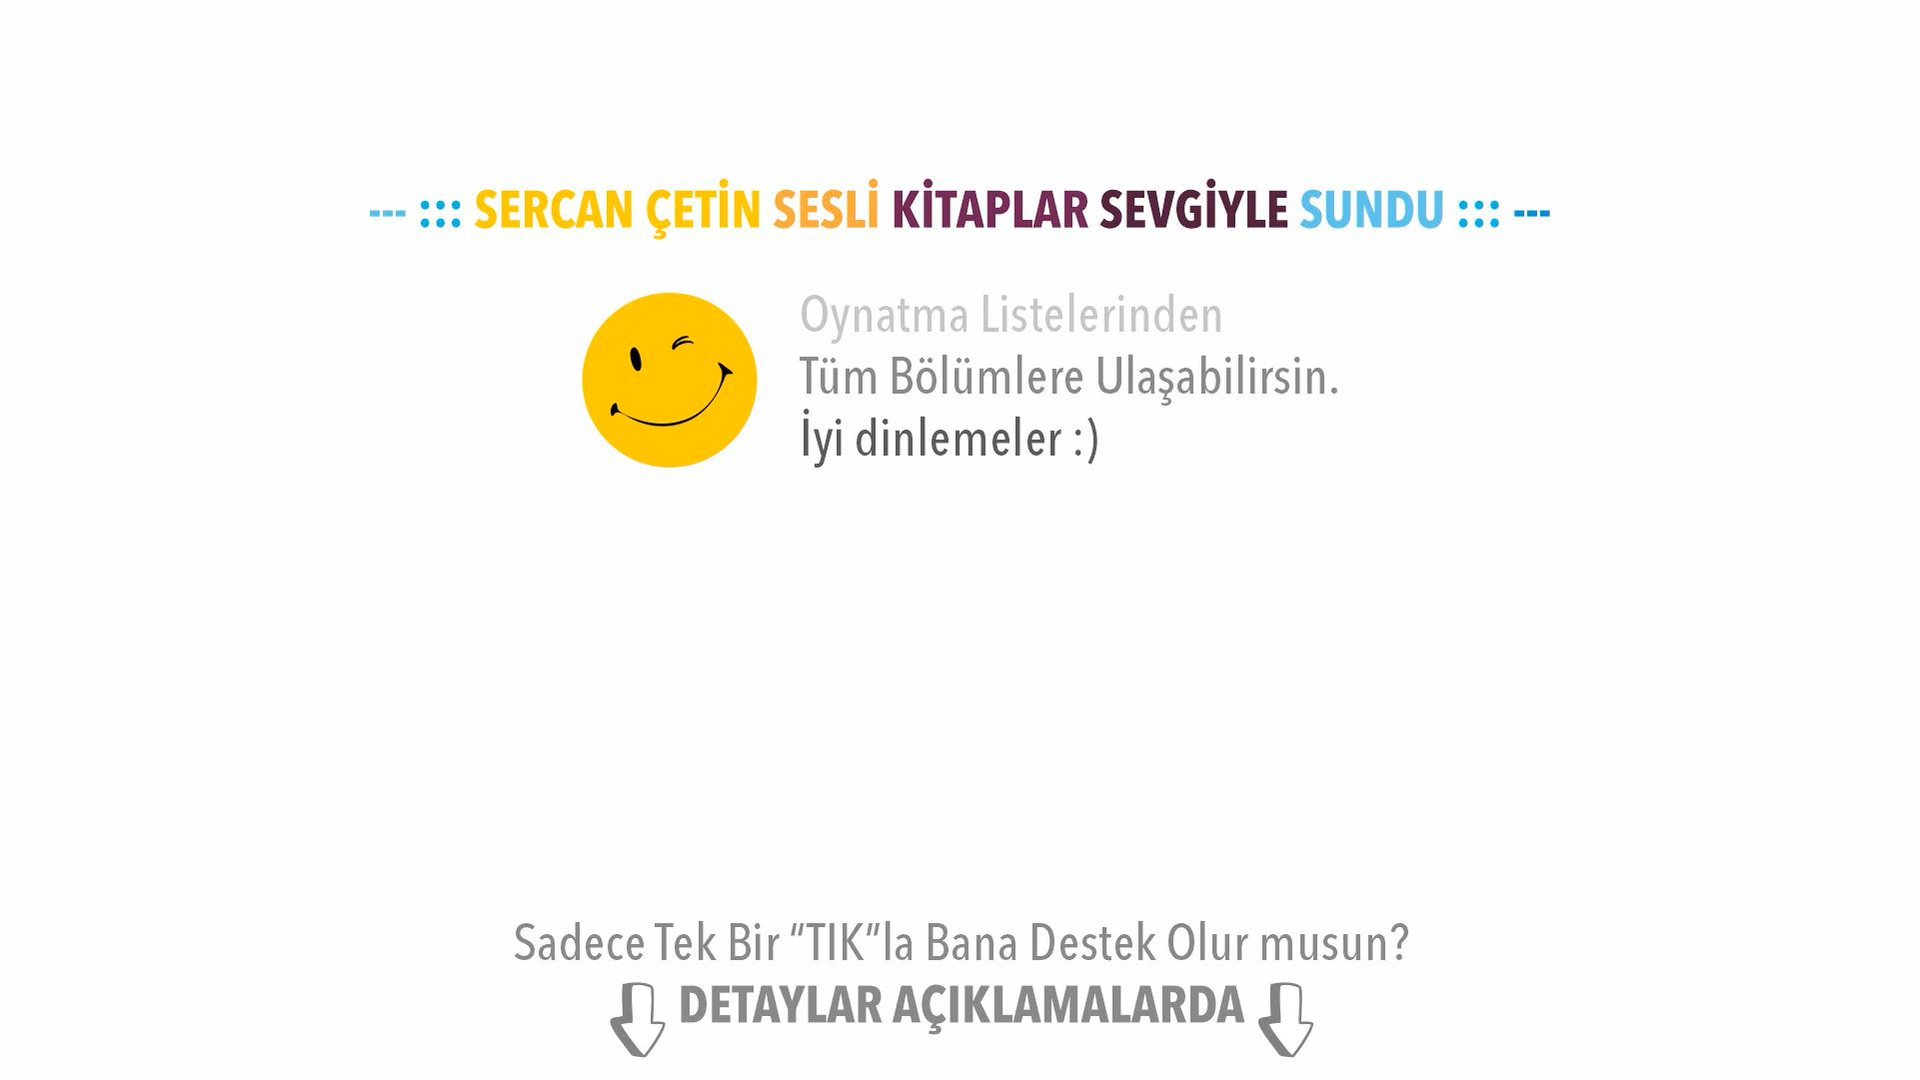 --- ::: SERCAN ÇETİN SESLİ KİTAPLAR SEVGİYLE SUNDU ::: ---
Oynatma Listelerinden
Tüm Bölümlere Ulaşabilirsin.
İyi dinlemeler :)
Sadece Tek Bir "TIK"la Bana Destek Olur musun?
DETAYLAR AÇIKLAMALARDA